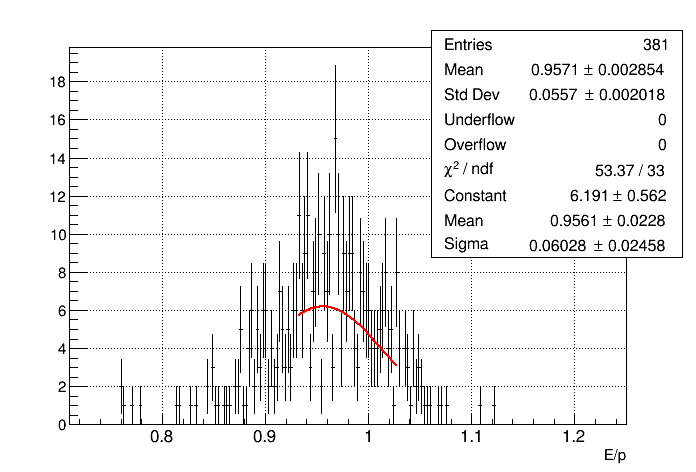 Entries 381
Mean 0.9571 ± 0.002854
Std Dev 0.0557 ± 0.002018
Underflow 0
Overflow 0
χ² / ndf 53.37 / 33
Constant 6.191 ± 0.562
Mean 0.9561 ± 0.0228
Sigma 0.06028 ± 0.02458
18
16
14
12
10
8
6
4
2
0
0.8 0.9 1 1.1 1.2
E/p